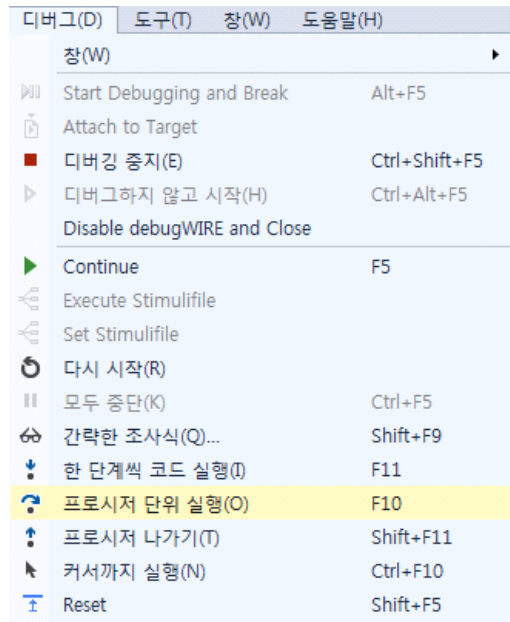 디버그(D) 도구(T) 창(W) 도움말(H)
창(W)
Start Debugging and Break Alt+F5
Attach to Target
디버깅 중지(E) Ctrl+Shift+F5
디버그하지 않고 시작(H) Ctrl+Alt+F5
Disable debugWIRE and Close
Continue F5
Execute Stimulifile
Set Stimulifile
다시 시작(R)
모두 중단(K) Ctrl+F5
간략한 조사식(Q)... Shift+F9
한 단계씩 코드 실행(I) F11
프로시저 단위 실행(O) F10
프로시저 나가기(T) Shift+F11
커서까지 실행(N) Ctrl+F10
Reset Shift+F5